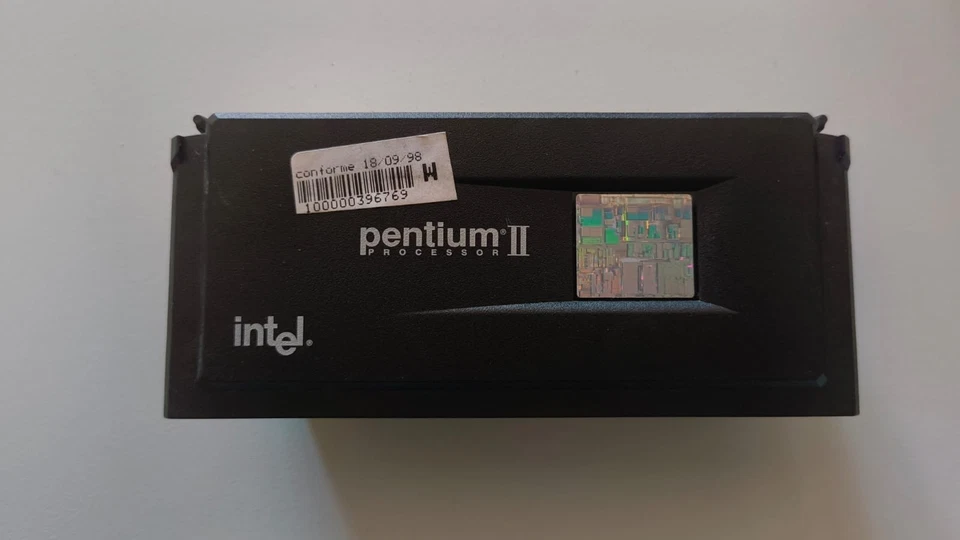 conforme 18/09/98
W
100000396769
pentium® II
PROCESSOR
intel®